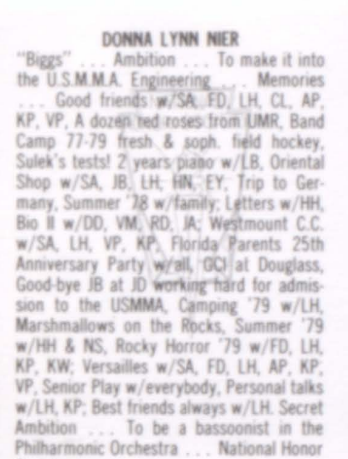 DONNA LYNN NIER
"Biggs" ... Ambition ... To make it into
the U.S.M.M.A. Engineering ... Memories
... Good friends w/SA, FD, LH, CL, AP,
KP, VP, A dozen red roses from UMR, Band
Camp 77-79 fresh & soph. field hockey,
Sulek's tests! 2 years piano w/LB, Oriental
Shop w/SA, JB, LH, HN, EY, Trip to Ger-
many, Summer '78 w/family; Letters w/HH,
Bio II w/DD, VM, RD, JA; Westmount C.C.
w/SA, LH, VP, KP, Florida Parents 25th
Anniversary Party w/all, OCI at Douglass,
Good-bye JB at JD working hard for admis-
sion to the USMMA, Camping '79 w/LH,
Marshmallows on the Rocks, Summer '79
w/HH & NS, Rocky Horror '79 w/FD, LH,
KP, KW; Versailles w/SA, FD, LH, AP, KP,
VP, Senior Play w/everybody, Personal talks
w/LH, KP; Best friends always w/LH. Secret
Ambition ... To be a bassoonist in the
Philharmonic Orchestra ... National Honor